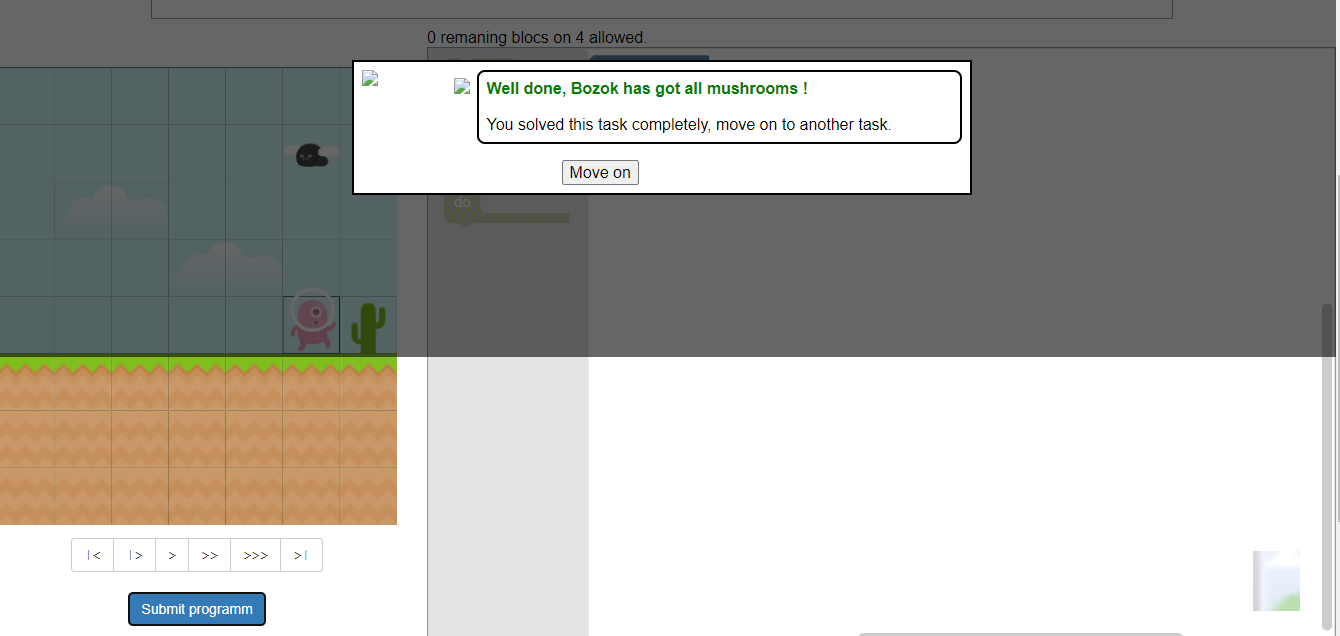 0 remaning blocs on 4 allowed.
Well done, Bozok has got all mushrooms !
You solved this task completely, move on to another task.
Move on
do
|< |> > >> >>> >|
Submit programm